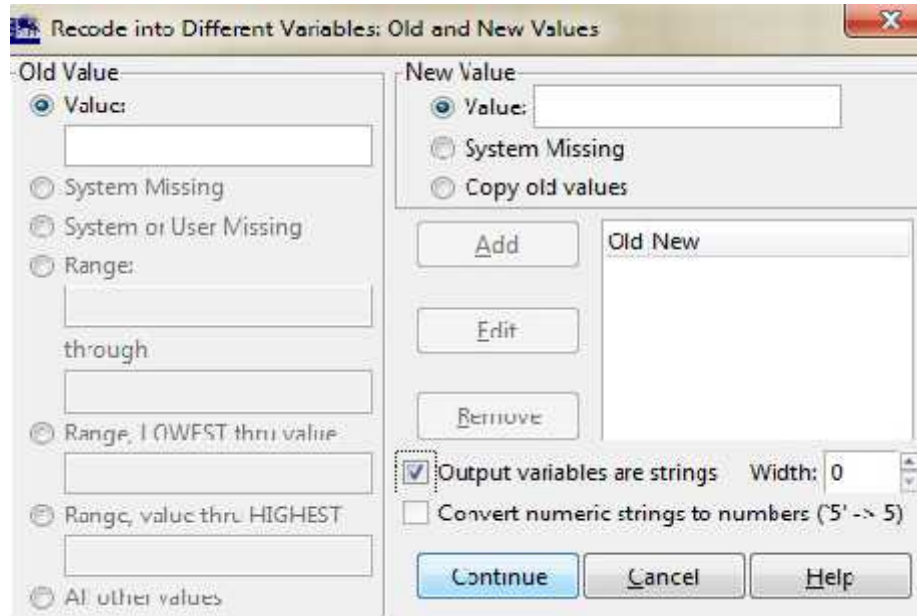 Recode into Different Variables: Old and New Values
Old Value
Value:
System Missing
System or User Missing
Range:
through
Range, LOWEST thru value
Range, value thru HIGHEST
All other values
New Value
Value:
System Missing
Copy old values
Add
Edit
Remove
Old New
Output variables are strings Width: 0
Convert numeric strings to numbers ('5' -> 5)
Continue Cancel Help